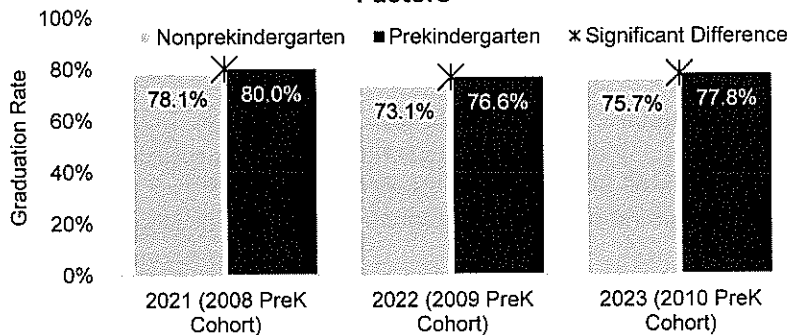 Factors
100%
Nonprekindergarten Prekindergarten Significant Difference
80%
78.1% 80.0% 73.1% 76.6% 75.7% 77.8%
60%
40%
20%
0%
Graduation Rate
2021 (2008 PreK Cohort)
2022 (2009 PreK Cohort)
2023 (2010 PreK Cohort)